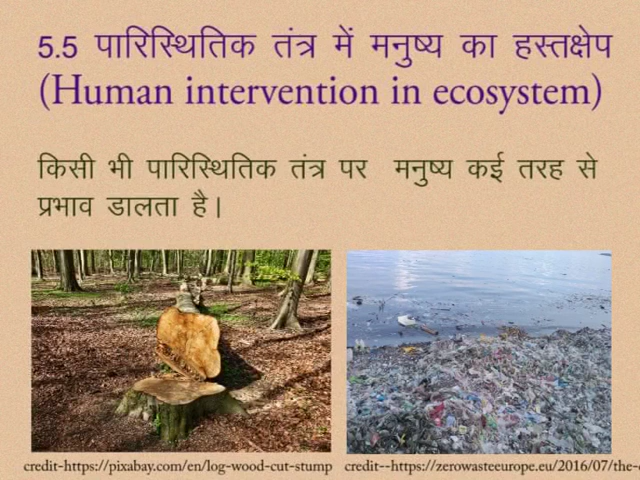 5.5 पारिस्थितिक तंत्र में मनुष्य का हस्तक्षेप
(Human intervention in ecosystem)
किसी भी पारिस्थितिक तंत्र पर मनुष्य कई तरह से
प्रभाव डालता है।
credit-https://pixabay.com/en/log-wood-cut-stump
credit--https://zerowasteeurope.eu/2016/07/the-